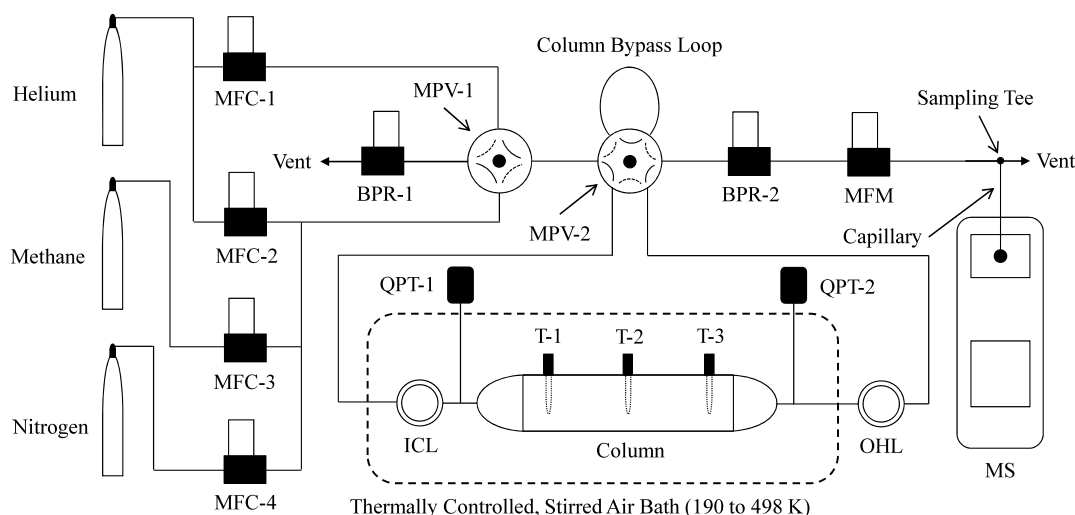 Column Bypass Loop
Helium
MFC-1
MPV-1
Sampling Tee
Vent
BPR-1
BPR-2
MFM
Vent
MPV-2
Capillary
Methane
MFC-2
QPT-1
QPT-2
MFC-3
T-1
T-2
T-3
Nitrogen
ICL
Column
OHL
MS
MFC-4
Thermally Controlled, Stirred Air Bath (190 to 498 K)